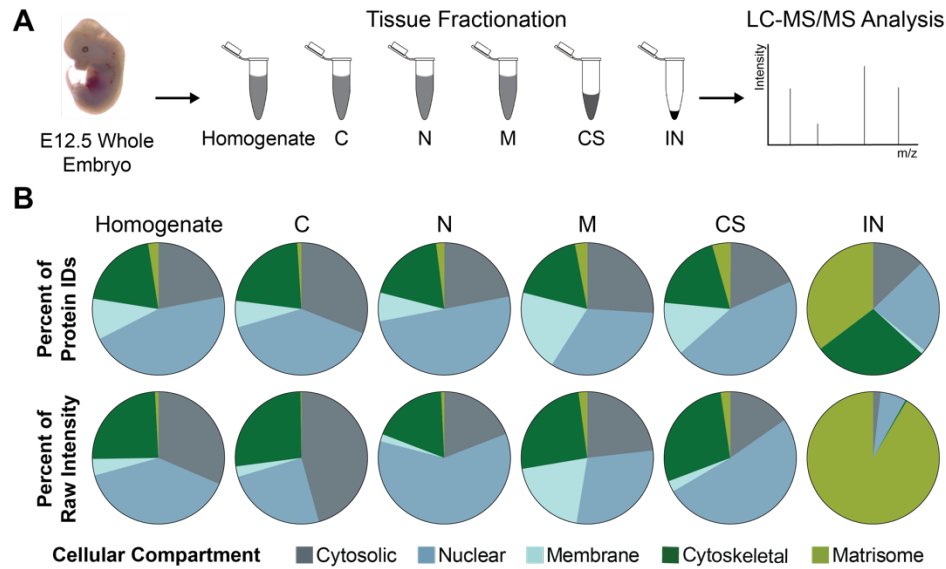 A
Tissue Fractionation
LC-MS/MS Analysis
E12.5 Whole
Embryo
Homogenate
C
N
M
CS
IN
Intensity
m/z
B
Homogenate
C
N
M
CS
IN
Percent of
Protein IDs
Percent of
Raw Intensity
Cellular Compartment
Cytosolic
Nuclear
Membrane
Cytoskeletal
Matrisome